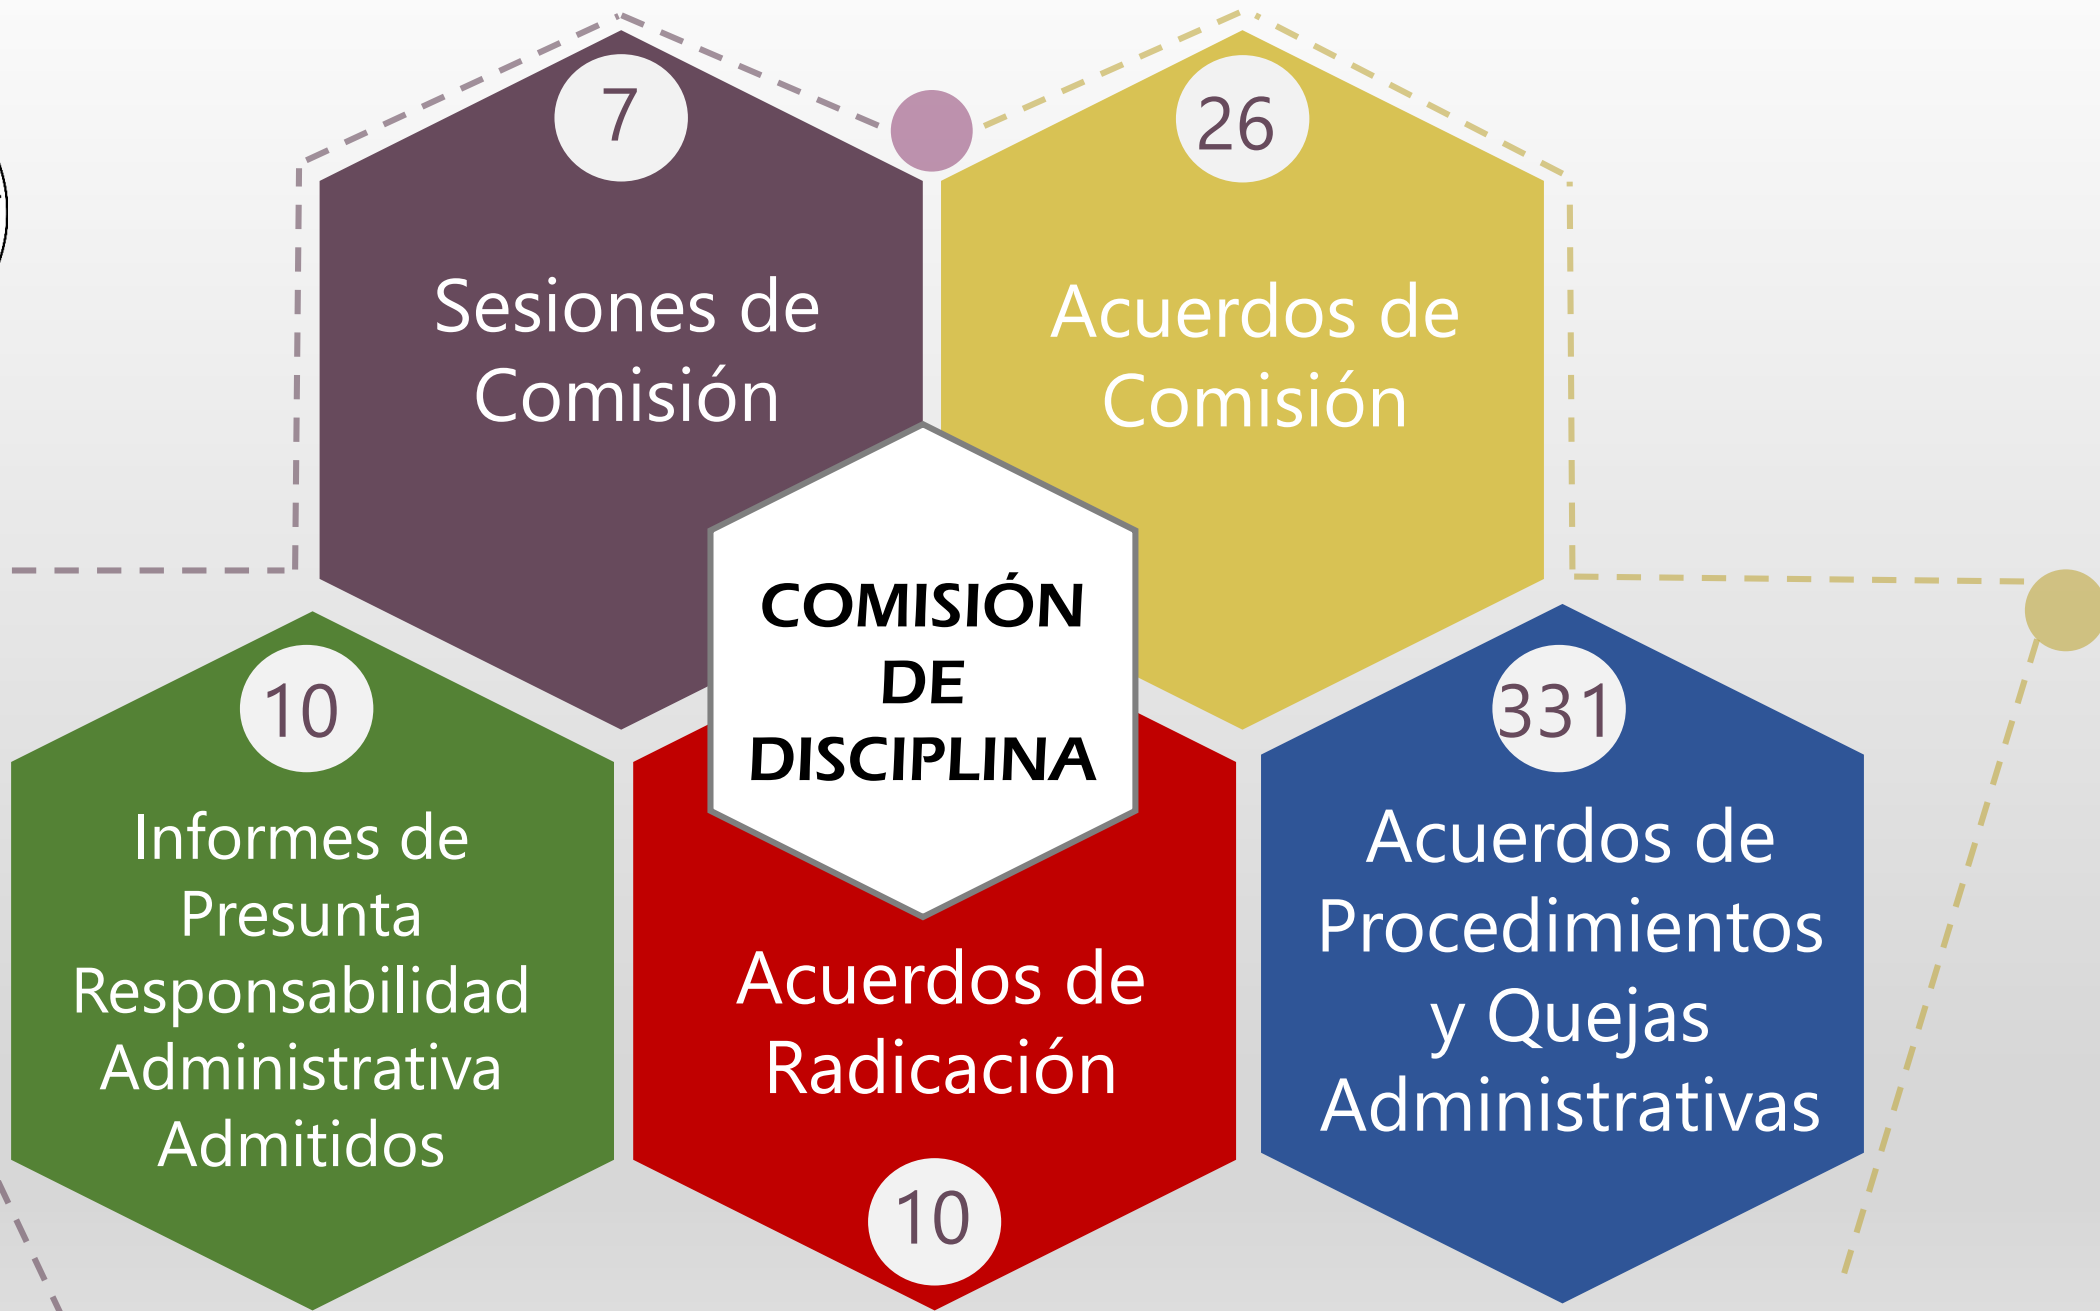 7
Sesiones de
Comisión
26
Acuerdos de
Comisión
COMISIÓN
DE
DISCIPLINA
10
Informes de
Presunta
Responsabilidad
Administrativa
Admitidos
Acuerdos de
Radicación
10
331
Acuerdos de
Procedimientos
y Quejas
Administrativas